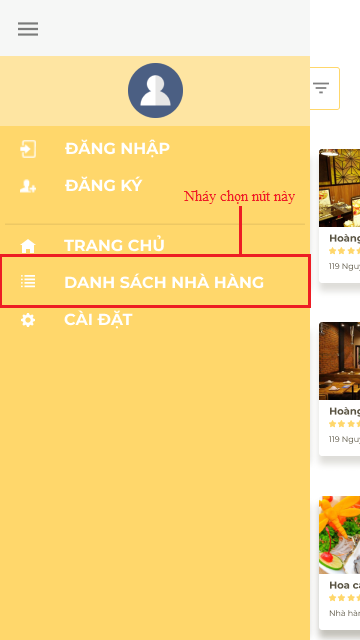 ĐĂNG NHẬP
ĐĂNG KÝ
Nháy chọn nút này
TRANG CHỦ
DANH SÁCH NHÀ HÀNG
CÀI ĐẶT
Hoàng
119 Nguy
Hoàng
119 Nguy
Hoa cà
Nhà hàn